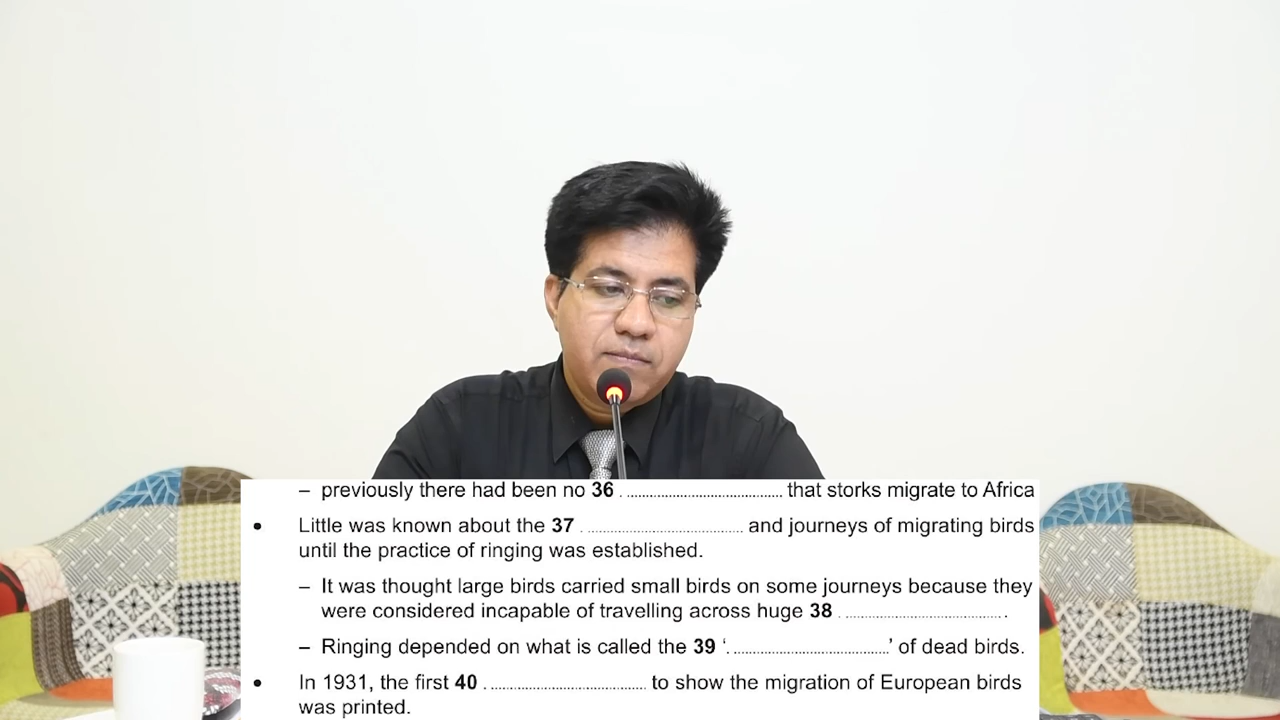 – previously there had been no 36 ........................................ that storks migrate to Africa
• Little was known about the 37 ........................................ and journeys of migrating birds
until the practice of ringing was established.
– It was thought large birds carried small birds on some journeys because they
were considered incapable of travelling across huge 38 ........................................ .
– Ringing depended on what is called the 39 ‘........................................’ of dead birds.
• In 1931, the first 40 ........................................ to show the migration of European birds
was printed.